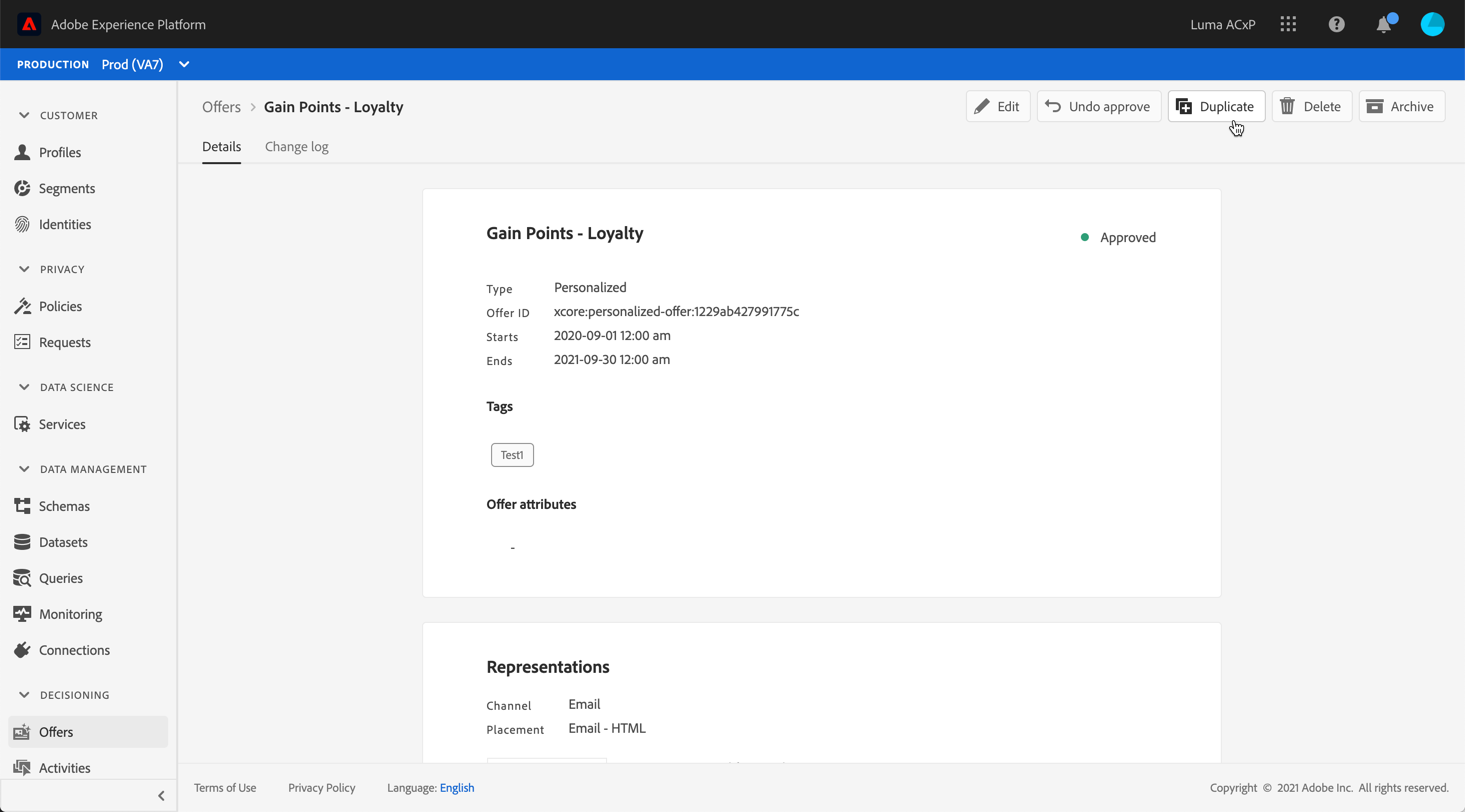 Adobe Experience Platform
Luma ACxP
PRODUCTION Prod (VA7)
CUSTOMER
Profiles
Segments
Identities
PRIVACY
Policies
Requests
DATA SCIENCE
Services
DATA MANAGEMENT
Schemas
Datasets
Queries
Monitoring
Connections
DECISIONING
Offers
Activities
Offers > Gain Points - Loyalty
Edit
Undo approve
Duplicate
Delete
Archive
Details Change log
Gain Points - Loyalty
Approved
Type Personalized
Offer ID xcore:personalized-offer:1229ab427991775c
Starts 2020-09-01 12:00 am
Ends 2021-09-30 12:00 am
Tags
Test1
Offer attributes
-
Representations
Channel Email
Placement Email - HTML
Terms of Use Privacy Policy Language: English
Copyright © 2021 Adobe Inc. All rights reserved.